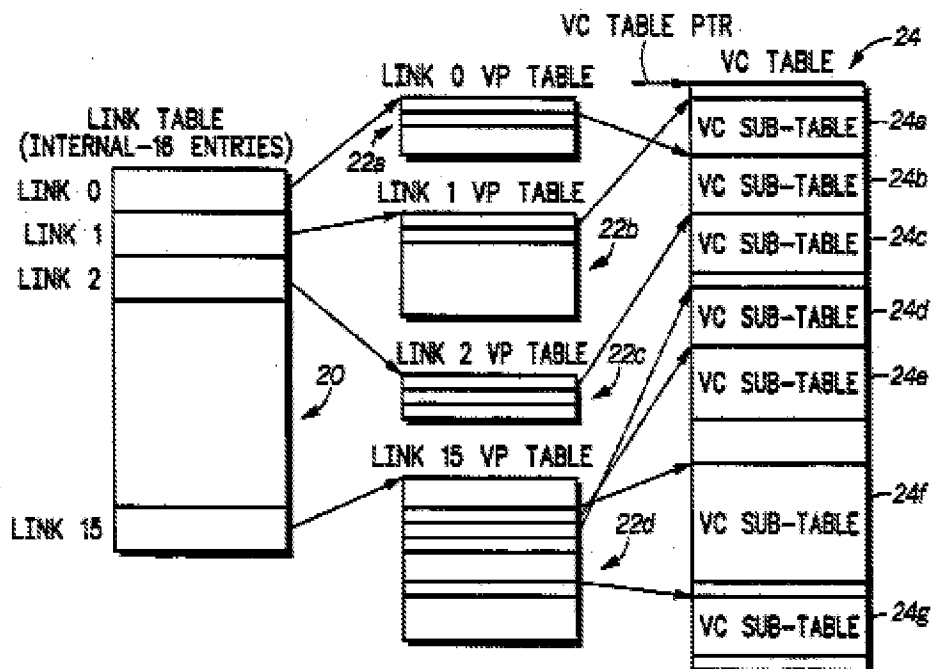 VC TABLE PTR
24
VC TABLE
LINK 0 VP TABLE
LINK TABLE
(INTERNAL-16 ENTRIES)
22a
VC SUB-TABLE
24a
LINK 0
LINK 1 VP TABLE
VC SUB-TABLE
24b
LINK 1
22b
VC SUB-TABLE
24c
LINK 2
VC SUB-TABLE
24d
LINK 2 VP TABLE
22c
20
VC SUB-TABLE
24e
LINK 15 VP TABLE
24f
LINK 15
22d
VC SUB-TABLE
VC SUB-TABLE
24g